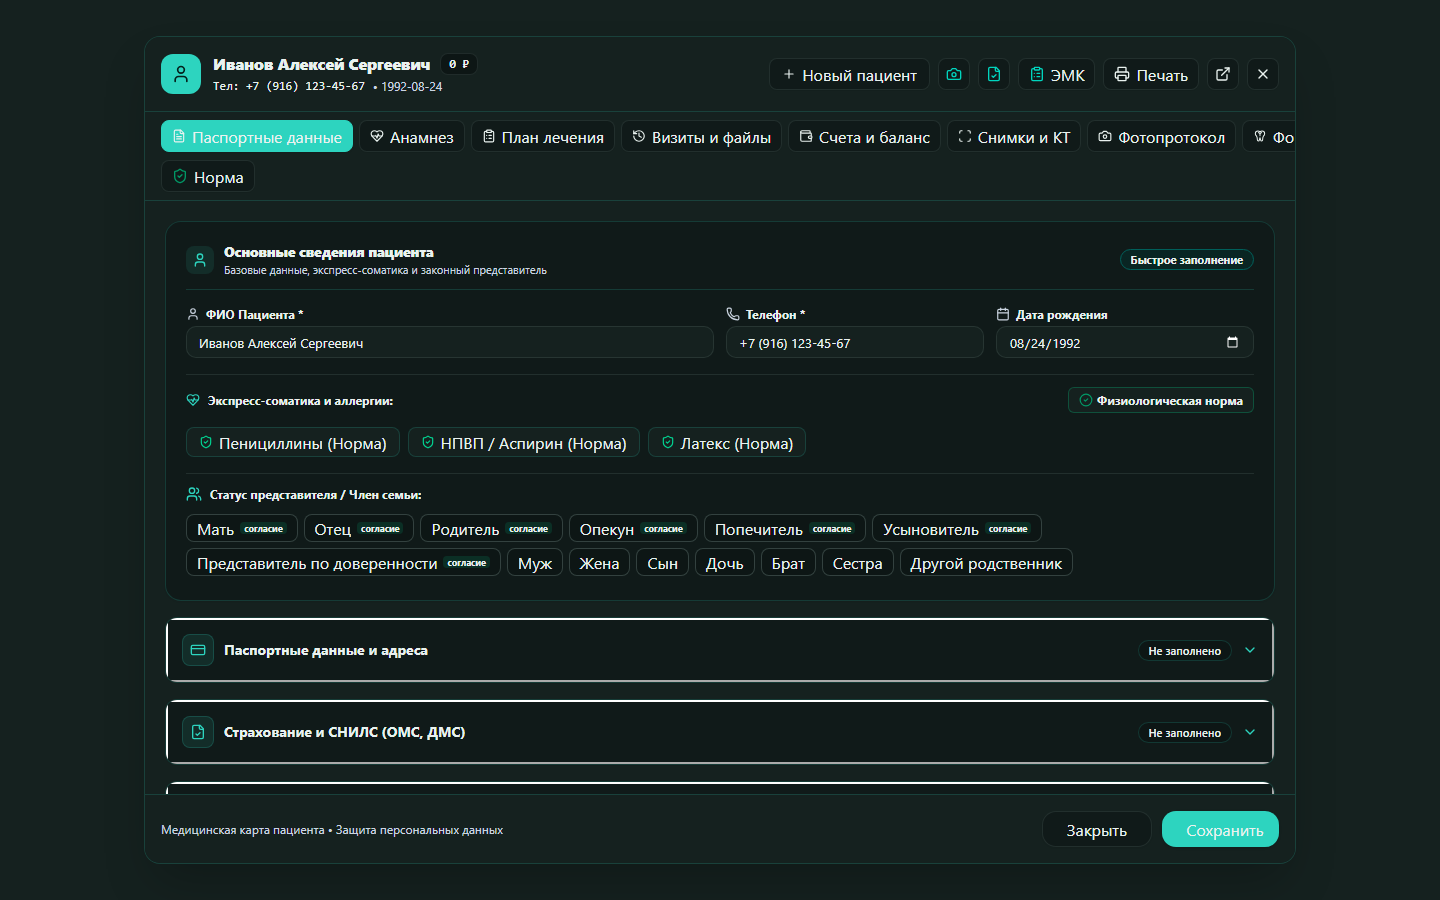 Иванов Алексей Сергеевич 0 ₽
Тел: +7 (916) 123-45-67 • 1992-08-24
Новый пациент
ЭМК
Печать
Паспортные данные
Анамнез
План лечения
Визиты и файлы
Счета и баланс
Снимки и КТ
Фотопротокол
Фо
Норма
Основные сведения пациента
Базовые данные, экспресс-соматика и законный представитель
Быстрое заполнение
ФИО Пациента *
Телефон *
Дата рождения
Иванов Алексей Сергеевич
+7 (916) 123-45-67
08/24/1992
Экспресс-соматика и аллергии:
Физиологическая норма
Пенициллины (Норма)
НПВП / Аспирин (Норма)
Латекс (Норма)
Статус представителя / Член семьи:
Мать согласие
Отец согласие
Родитель согласие
Опекун согласие
Попечитель согласие
Усыновитель согласие
Представитель по доверенности согласие
Муж
Жена
Сын
Дочь
Брат
Сестра
Другой родственник
Паспортные данные и адреса
Не заполнено
Страхование и СНИЛС (ОМС, ДМС)
Не заполнено
Медицинская карта пациента • Защита персональных данных
Закрыть
Сохранить